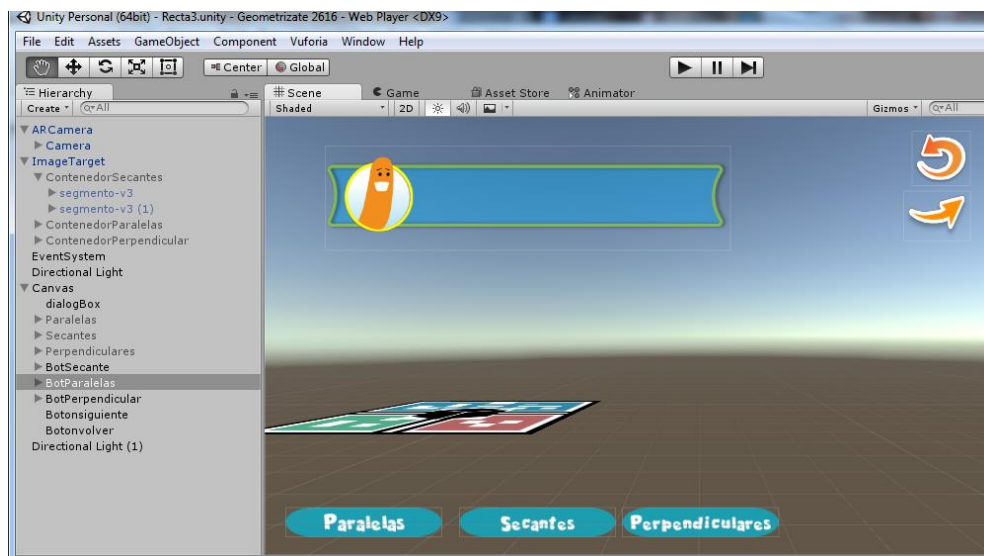 Unity Personal (64bit) - Recta3.unity - Geometrizate 2616 - Web Player <DX9>
File Edit Assets GameObject Component Vuforia Window Help
Center Global
Hierarchy
Create All
ARCamera
Camera
ImageTarget
ContenedorSecantes
segmento-v3
segmento-v3 (1)
ContenedorParalelas
ContenedorPerpendicular
EventSystem
Directional Light
Canvas
dialogBox
Paralelas
Secantes
Perpendiculares
BotSecante
BotParalelas
BotPerpendicular
Botonsiguiente
Botonvolver
Directional Light (1)
Scene Game Asset Store Animator
Shaded 2D Gizmos All
Paralelas Secantes Perpendiculares